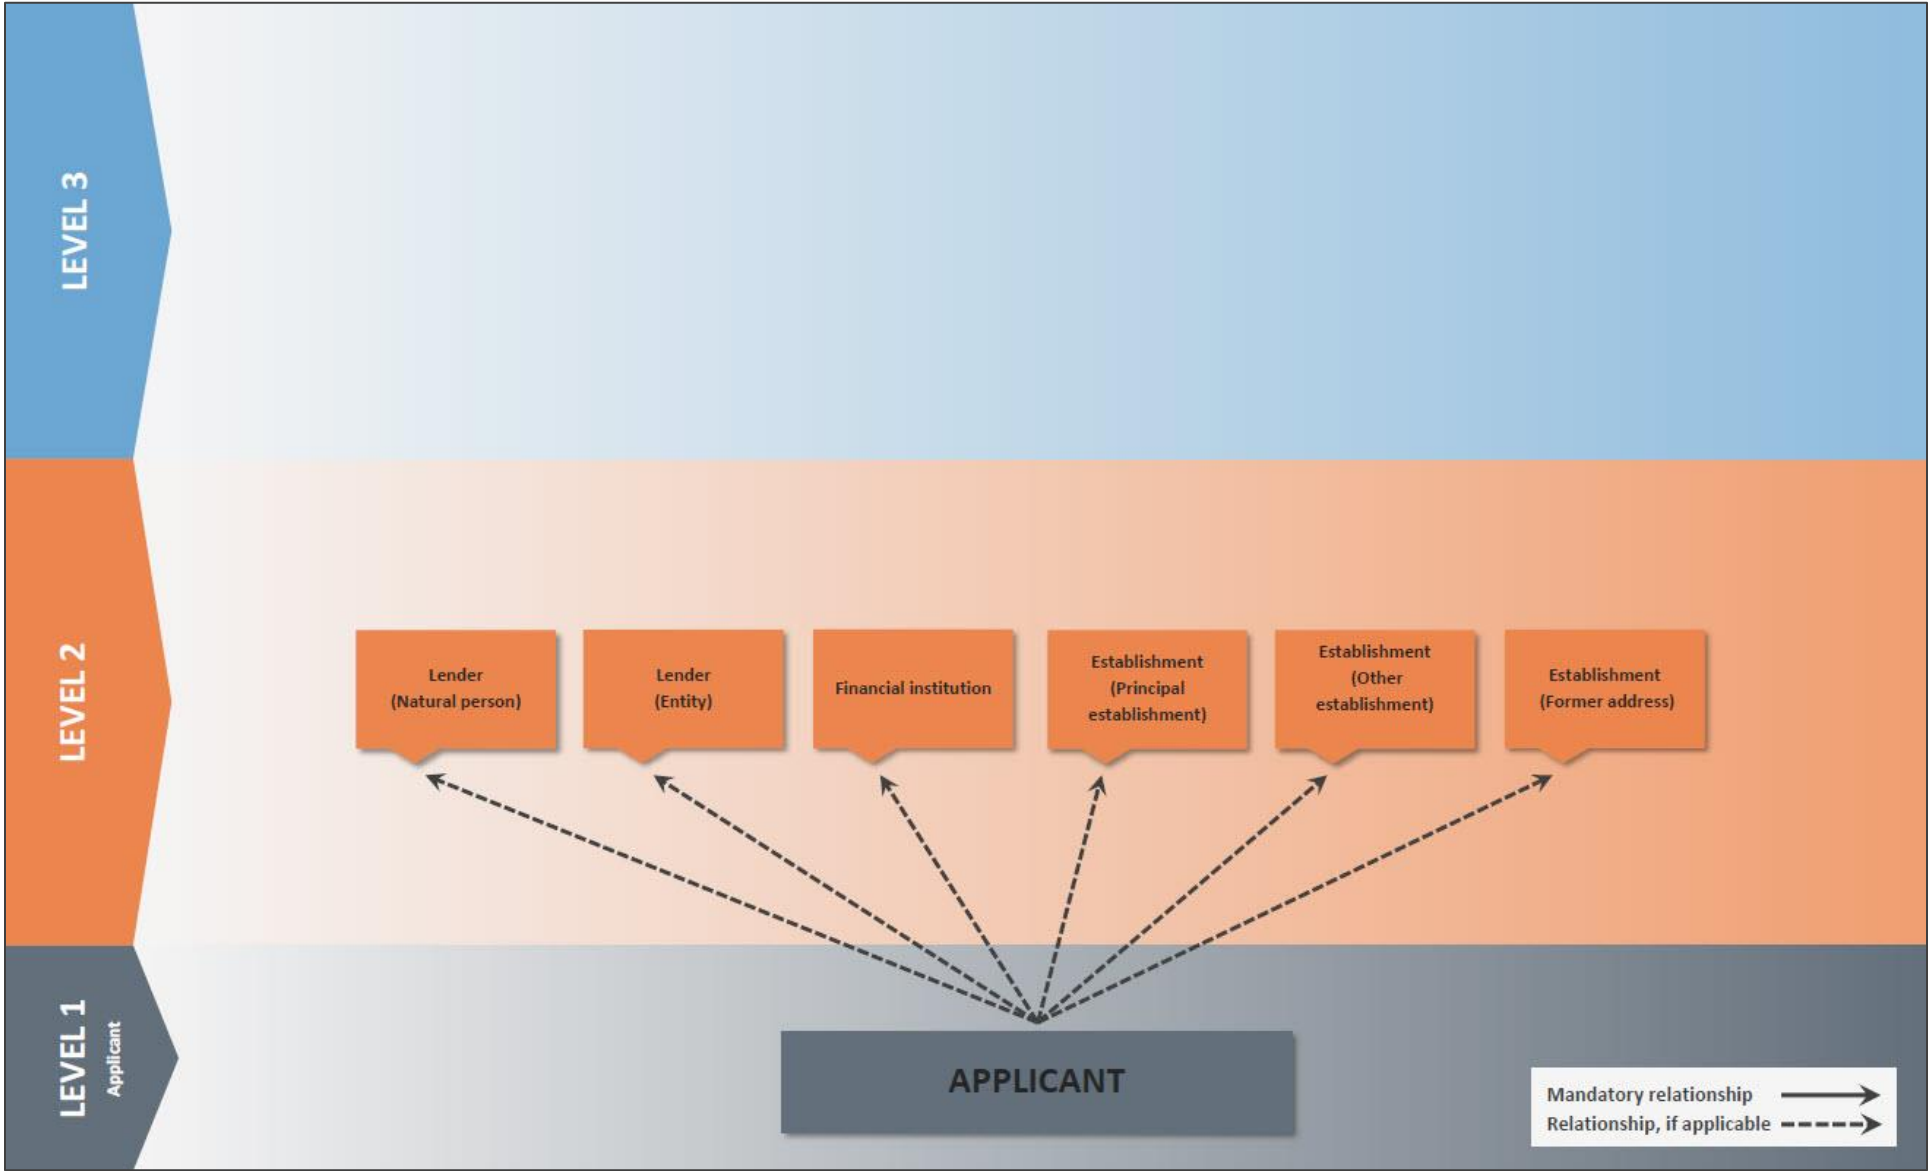 LEVEL 3
LEVEL 2
Lender
(Natural person)
Lender
(Entity)
Financial institution
Establishment
(Principal
establishment)
Establishment
(Other
establishment)
Establishment
(Former address)
LEVEL 1
Applicant
APPLICANT
Mandatory relationship
Relationship, if applicable